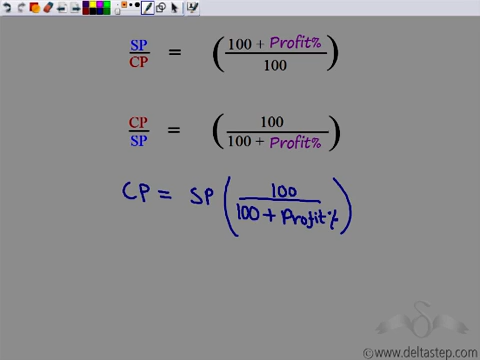 SP/CP = ((100 + Profit%)/100)
CP/SP = (100/(100 + Profit%))
CP = SP (100/(100 + Profit%))
© www.deltastep.com